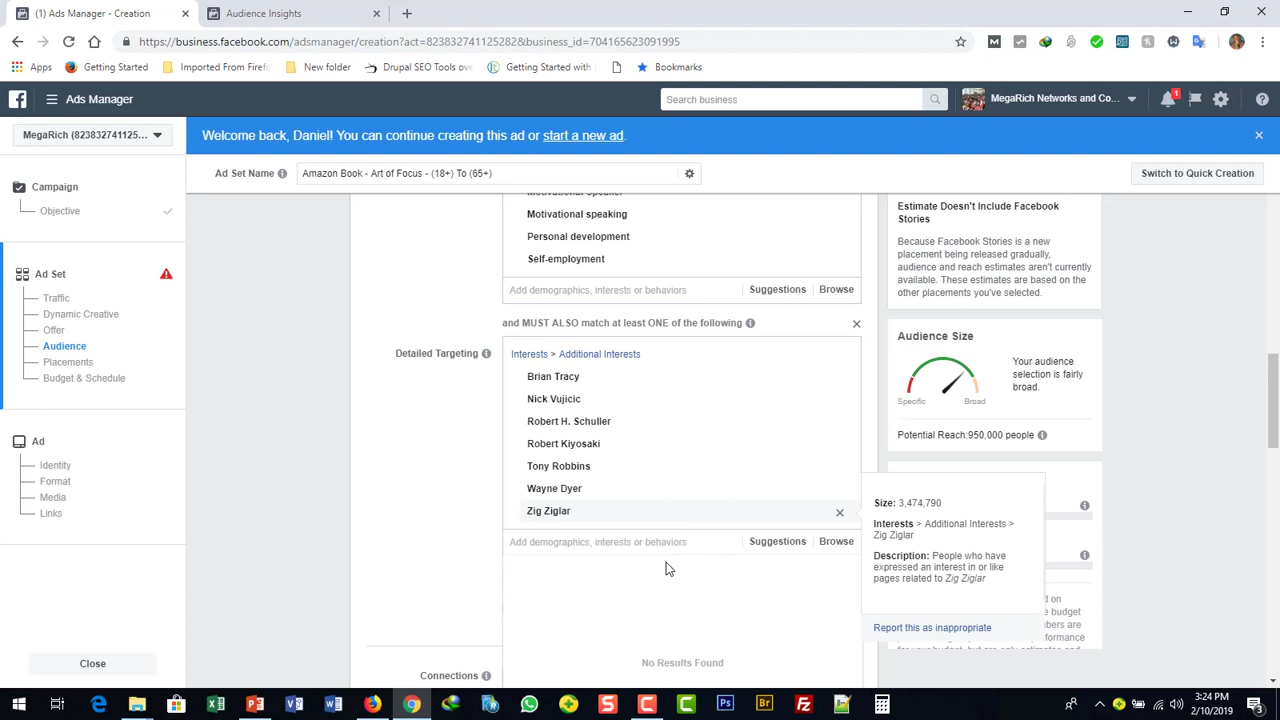 (1) Ads Manager - Creation
Audience Insights
https://business.facebook.com/adsmanager/creation?act=823832741125282&business_id=704165623091995
Apps
Getting Started
Imported From Firefo
New folder
Drupal SEO Tools ove
Getting Started with
Bookmarks
Ads Manager
Search business
MegaRich Networks and Co...
1
MegaRich (823832741125...
Welcome back, Daniel! You can continue creating this ad or start a new ad.
Ad Set Name
Amazon Book - Art of Focus - (18+) To (65+)
Switch to Quick Creation
Campaign
Objective
Ad Set
Traffic
Dynamic Creative
Offer
Audience
Placements
Budget & Schedule
Ad
Identity
Format
Media
Links
Close
Motivational speaker
Motivational speaking
Personal development
Self-employment
Add demographics, interests or behaviors
Suggestions
Browse
and MUST ALSO match at least ONE of the following
Detailed Targeting
Interests > Additional Interests
Brian Tracy
Nick Vujicic
Robert H. Schuller
Robert Kiyosaki
Tony Robbins
Wayne Dyer
Zig Ziglar
Add demographics, interests or behaviors
Suggestions
Browse
No Results Found
Connections
Estimate Doesn't Include Facebook
Stories
Because Facebook Stories is a new
placement being released gradually,
audience and reach estimates aren't currently
available. These estimates are based on
the other placements you've selected.
Audience Size
Specific
Broad
Your audience
selection is fairly
broad.
Potential Reach:950,000 people
Size: 3,474,790
Interests > Additional Interests >
Zig Ziglar
Description: People who have
expressed an interest in or like
pages related to Zig Ziglar
Report this as inappropriate
3:24 PM
2/10/2019
3